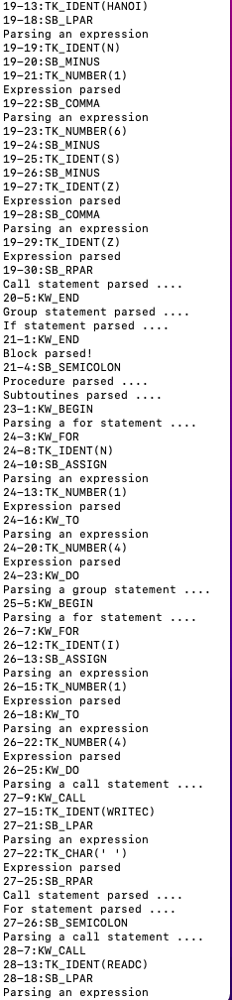 19-13:TK_IDENT(HANOI)
19-18:SB_LPAR
Parsing an expression
19-19:TK_IDENT(N)
19-20:SB_MINUS
19-21:TK_NUMBER(1)
Expression parsed
19-22:SB_COMMA
Parsing an expression
19-23:TK_NUMBER(6)
19-24:SB_MINUS
19-25:TK_IDENT(S)
19-26:SB_MINUS
19-27:TK_IDENT(Z)
Expression parsed
19-28:SB_COMMA
Parsing an expression
19-29:TK_IDENT(Z)
Expression parsed
19-30:SB_RPAR
Call statement parsed ....
20-5:KW_END
Group statement parsed ....
If statement parsed ....
21-1:KW_END
Block parsed!
21-4:SB_SEMICOLON
Procedure parsed ....
Subtoutines parsed ....
23-1:KW_BEGIN
Parsing a for statement ....
24-3:KW_FOR
24-8:TK_IDENT(N)
24-10:SB_ASSIGN
Parsing an expression
24-13:TK_NUMBER(1)
Expression parsed
24-16:KW_TO
Parsing an expression
24-20:TK_NUMBER(4)
Expression parsed
24-23:KW_DO
Parsing a group statement ....
25-5:KW_BEGIN
Parsing a for statement ....
26-7:KW_FOR
26-12:TK_IDENT(I)
26-13:SB_ASSIGN
Parsing an expression
26-15:TK_NUMBER(1)
Expression parsed
26-18:KW_TO
Parsing an expression
26-22:TK_NUMBER(4)
Expression parsed
26-25:KW_DO
Parsing a call statement ....
27-9:KW_CALL
27-15:TK_IDENT(WRITEC)
27-21:SB_LPAR
Parsing an expression
27-22:TK_CHAR(' ')
Expression parsed
27-25:SB_RPAR
Call statement parsed ....
For statement parsed ....
27-26:SB_SEMICOLON
Parsing a call statement ....
28-7:KW_CALL
28-13:TK_IDENT(READC)
28-18:SB_LPAR
Parsing an expression